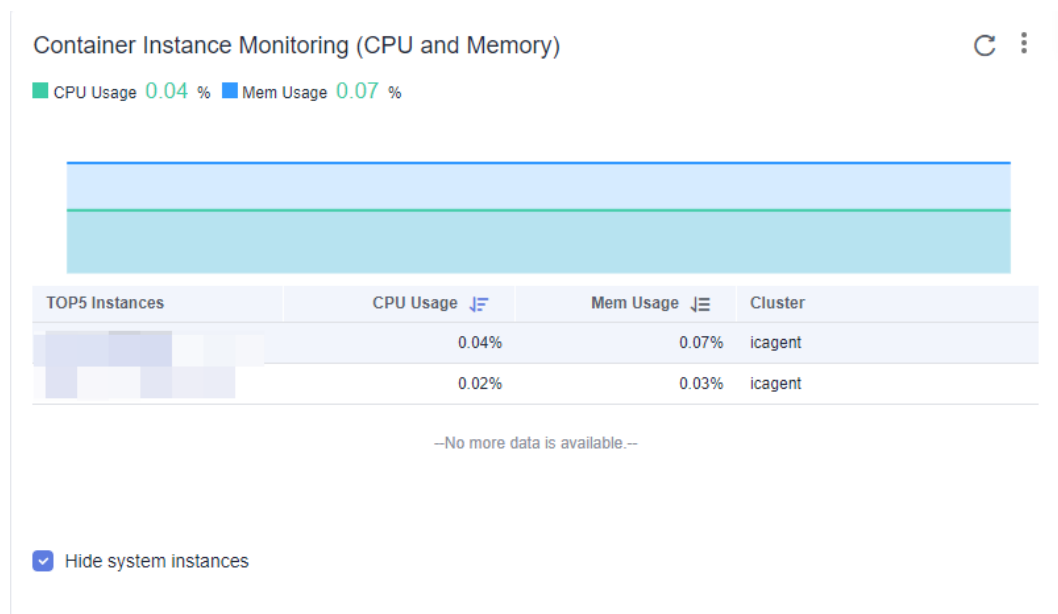 Container Instance Monitoring (CPU and Memory)
CPU Usage 0.04 % Mem Usage 0.07 %
TOP5 Instances CPU Usage Mem Usage Cluster
0.04% 0.07% icagent
0.02% 0.03% icagent
--No more data is available.--
Hide system instances